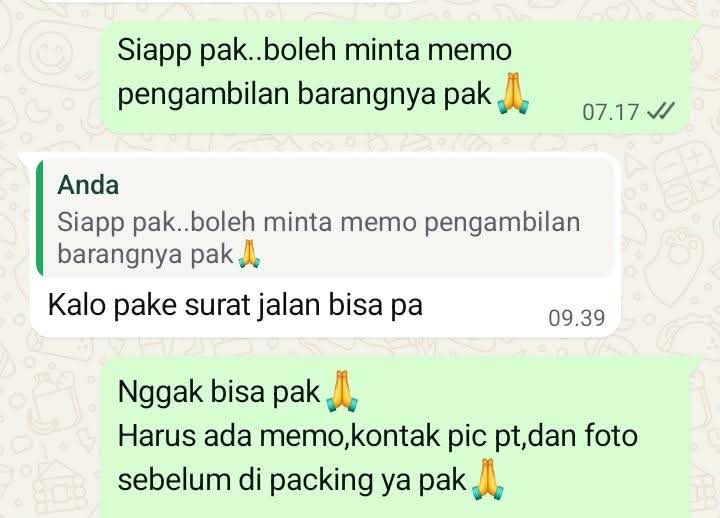 Siapp pak..boleh minta memo
pengambilan barangnya pak🙏
07.17
Anda
Siapp pak..boleh minta memo pengambilan
barangnya pak🙏
Kalo pake surat jalan bisa pa
09.39
Nggak bisa pak🙏
Harus ada memo,kontak pic pt,dan foto
sebelum di packing ya pak🙏